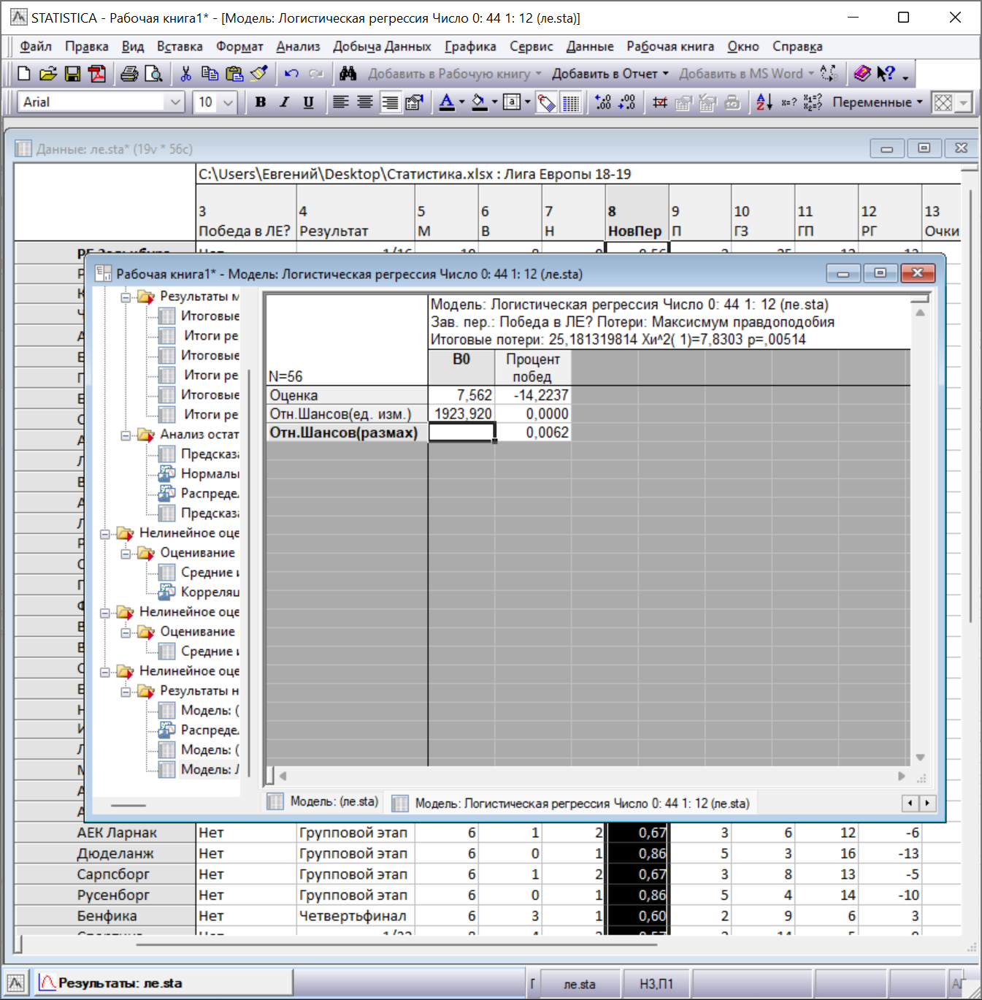 STATISTICA - Рабочая книга1* - [Модель: Логистическая регрессия Число 0: 44 1: 12 (ле.sta)]
Файл Правка Вид Вставка Формат Анализ Добыча Данных Графика Сервис Данные Рабочая книга Окно Справка
Добавить в Рабочую книгу Добавить в Отчет Добавить в MS Word
Arial 10 B I U Переменные
Данные: ле.sta* (19v * 56c)
C:\Users\Евгений\Desktop\Статистика.xlsx : Лига Европы 18-19
3 4 5 6 7 8 9 10 11 12 13
Победа в ЛЕ? Результат М В Н НовПер П ГЗ ГП РГ Очки
Рабочая книга1* - Модель: Логистическая регрессия Число 0: 44 1: 12 (ле.sta)
Результаты м
Итоговые
Итоги ре
Итоговые
Итоги ре
Итоговые
Итоги ре
Анализ остат
Предсказ
Нормаль
Распреде
Предсказ
Нелинейное оце
Оценивание
Средние
Корреляц
Нелинейное оце
Оценивание
Средние
Нелинейное оце
Результаты н
Модель: (
Распреде
Модель: (
Модель: Л
Модель: Логистическая регрессия Число 0: 44 1: 12 (ле.sta)
Зав. пер.: Победа в ЛЕ? Потери: Максисмум правдоподобия
Итоговые потери: 25,181319814 Хи^2( 1)=7,8303 p=,00514
N=56 B0 Процент побед
Оценка 7,562 -14,2237
Отн.Шансов(ед. изм.) 1923,920 0,0000
Отн.Шансов(размах) 0,0062
Модель: (ле.sta) Модель: Логистическая регрессия Число 0: 44 1: 12 (ле.sta)
АЕК Ларнак Нет Групповой этап 6 1 2 0,67 3 6 12 -6
Дюделанж Нет Групповой этап 6 0 1 0,86 5 3 16 -13
Сарпсборг Нет Групповой этап 6 1 2 0,67 3 8 13 -5
Русенборг Нет Групповой этап 6 0 1 0,86 5 4 14 -10
Бенфика Нет Четвертьфинал 6 3 1 0,60 2 9 6 3
Результаты: ле.sta Г ле.sta Н3,П1